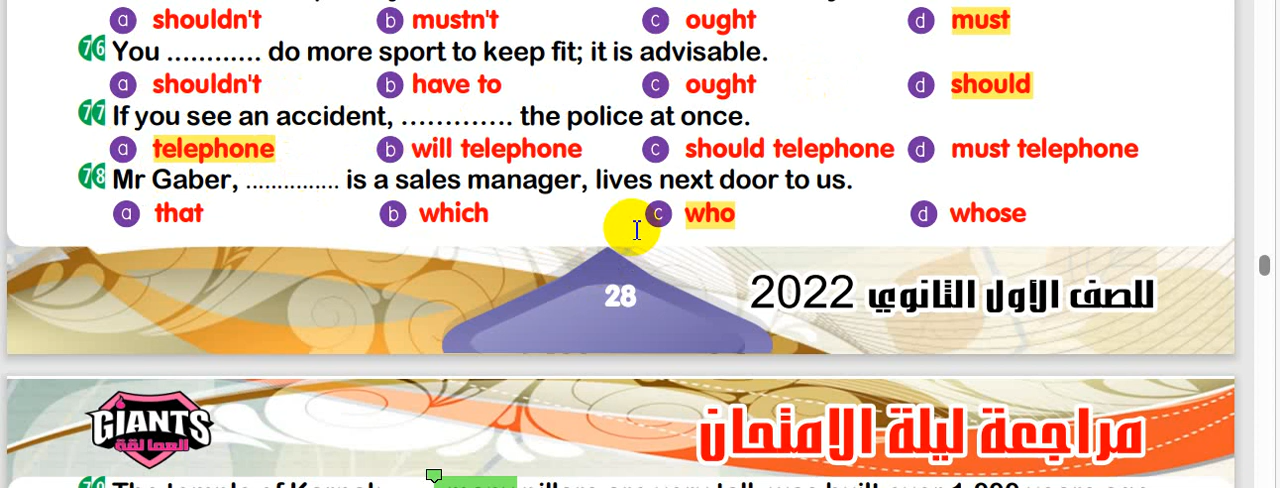 a shouldn't b mustn't c ought d must
76 You ............ do more sport to keep fit; it is advisable.
a shouldn't b have to c ought d should
77 If you see an accident, ............. the police at once.
a telephone b will telephone c should telephone d must telephone
78 Mr Gaber, ............... is a sales manager, lives next door to us.
a that b which c who d whose
28
للصف الأول الثانوي 2022
GIANTS
العمالقة
مراجعة ليلة الامتحان